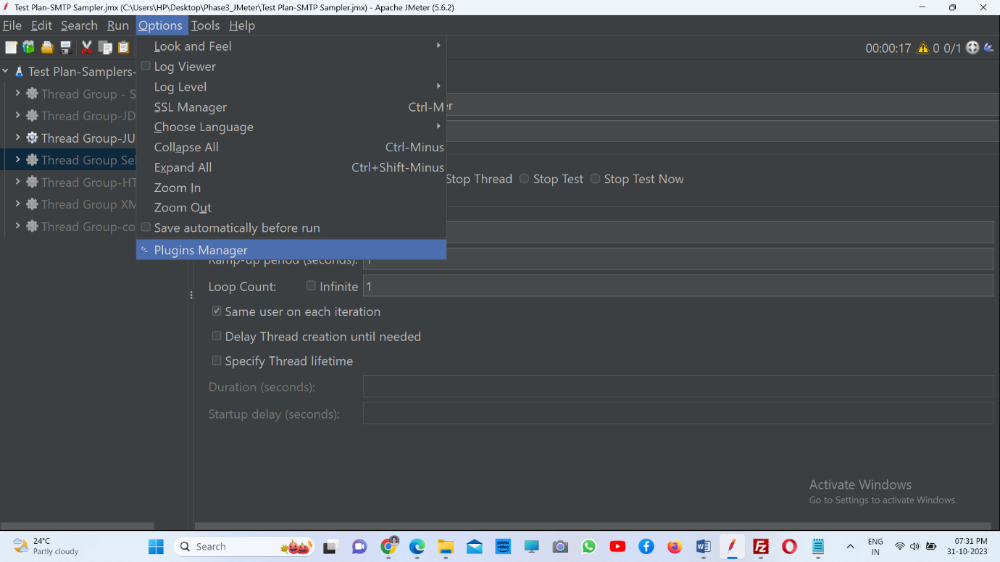 Test Plan-SMTP Sampler.jmx (C:\Users\HP\Desktop\Phase3_JMeter\Test Plan-SMTP Sampler.jmx) - Apache JMeter (5.6.2)
File Edit Search Run Options Tools Help
00:00:17 0 0/1
Look and Feel
Log Viewer
Log Level
SSL Manager Ctrl-M
Choose Language
Collapse All Ctrl-Minus
Expand All Ctrl+Shift-Minus
Zoom In
Zoom Out
Save automatically before run
Plugins Manager
Test Plan-Samplers-
Thread Group - S
Thread Group-JD
Thread Group-JU
Thread Group Sel
Thread Group-HT
Thread Group XM
Thread Group-co
er
Stop Thread Stop Test Stop Test Now
Ramp-up period (seconds): 1
Loop Count: Infinite 1
Same user on each iteration
Delay Thread creation until needed
Specify Thread lifetime
Duration (seconds):
Startup delay (seconds):
Activate Windows
Go to Settings to activate Windows.
24°C
Partly cloudy
Search
prime video
ENG
IN
07:31 PM
31-10-2023